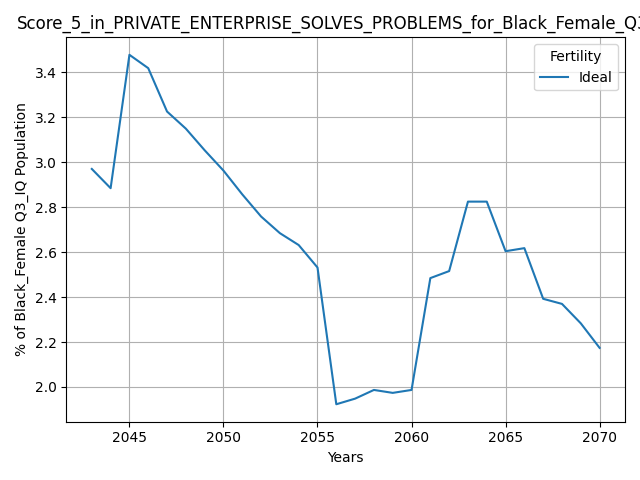 Score_5_in_PRIVATE_ENTERPRISE_SOLVES_PROBLEMS_for_Black_Female_Q3
Fertility
Ideal
% of Black_Female Q3_IQ Population
3.4
3.2
3.0
2.8
2.6
2.4
2.2
2.0
2045 2050 2055 2060 2065 2070
Years